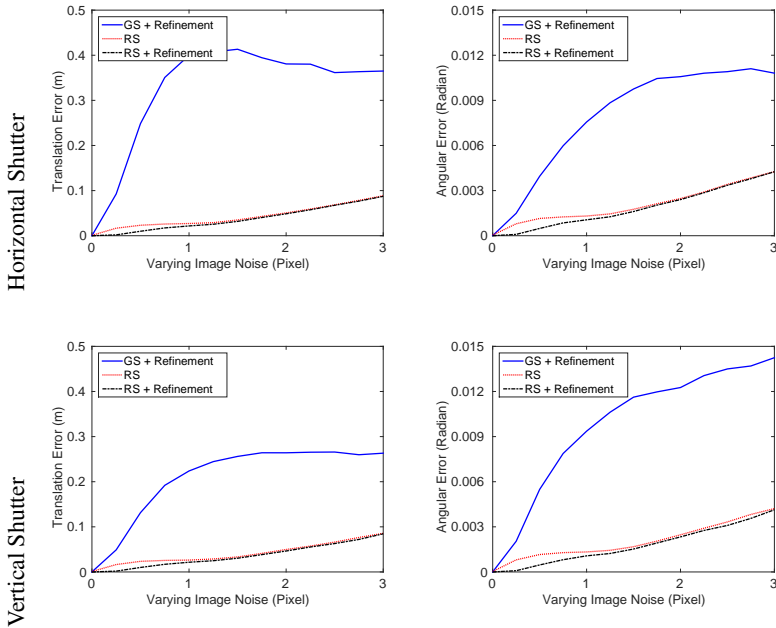 Horizontal Shutter
Translation Error (m)
0.5
0.4
0.3
0.2
0.1
0
GS + Refinement
RS
RS + Refinement
0 1 2 3
Varying Image Noise (Pixel)
Angular Error (Radian)
0.015
0.012
0.009
0.006
0.003
0
GS + Refinement
RS
RS + Refinement
0 1 2 3
Varying Image Noise (Pixel)
Vertical Shutter
Translation Error (m)
0.5
0.4
0.3
0.2
0.1
0
GS + Refinement
RS
RS + Refinement
0 1 2 3
Varying Image Noise (Pixel)
Angular Error (Radian)
0.015
0.012
0.009
0.006
0.003
0
GS + Refinement
RS
RS + Refinement
0 1 2 3
Varying Image Noise (Pixel)